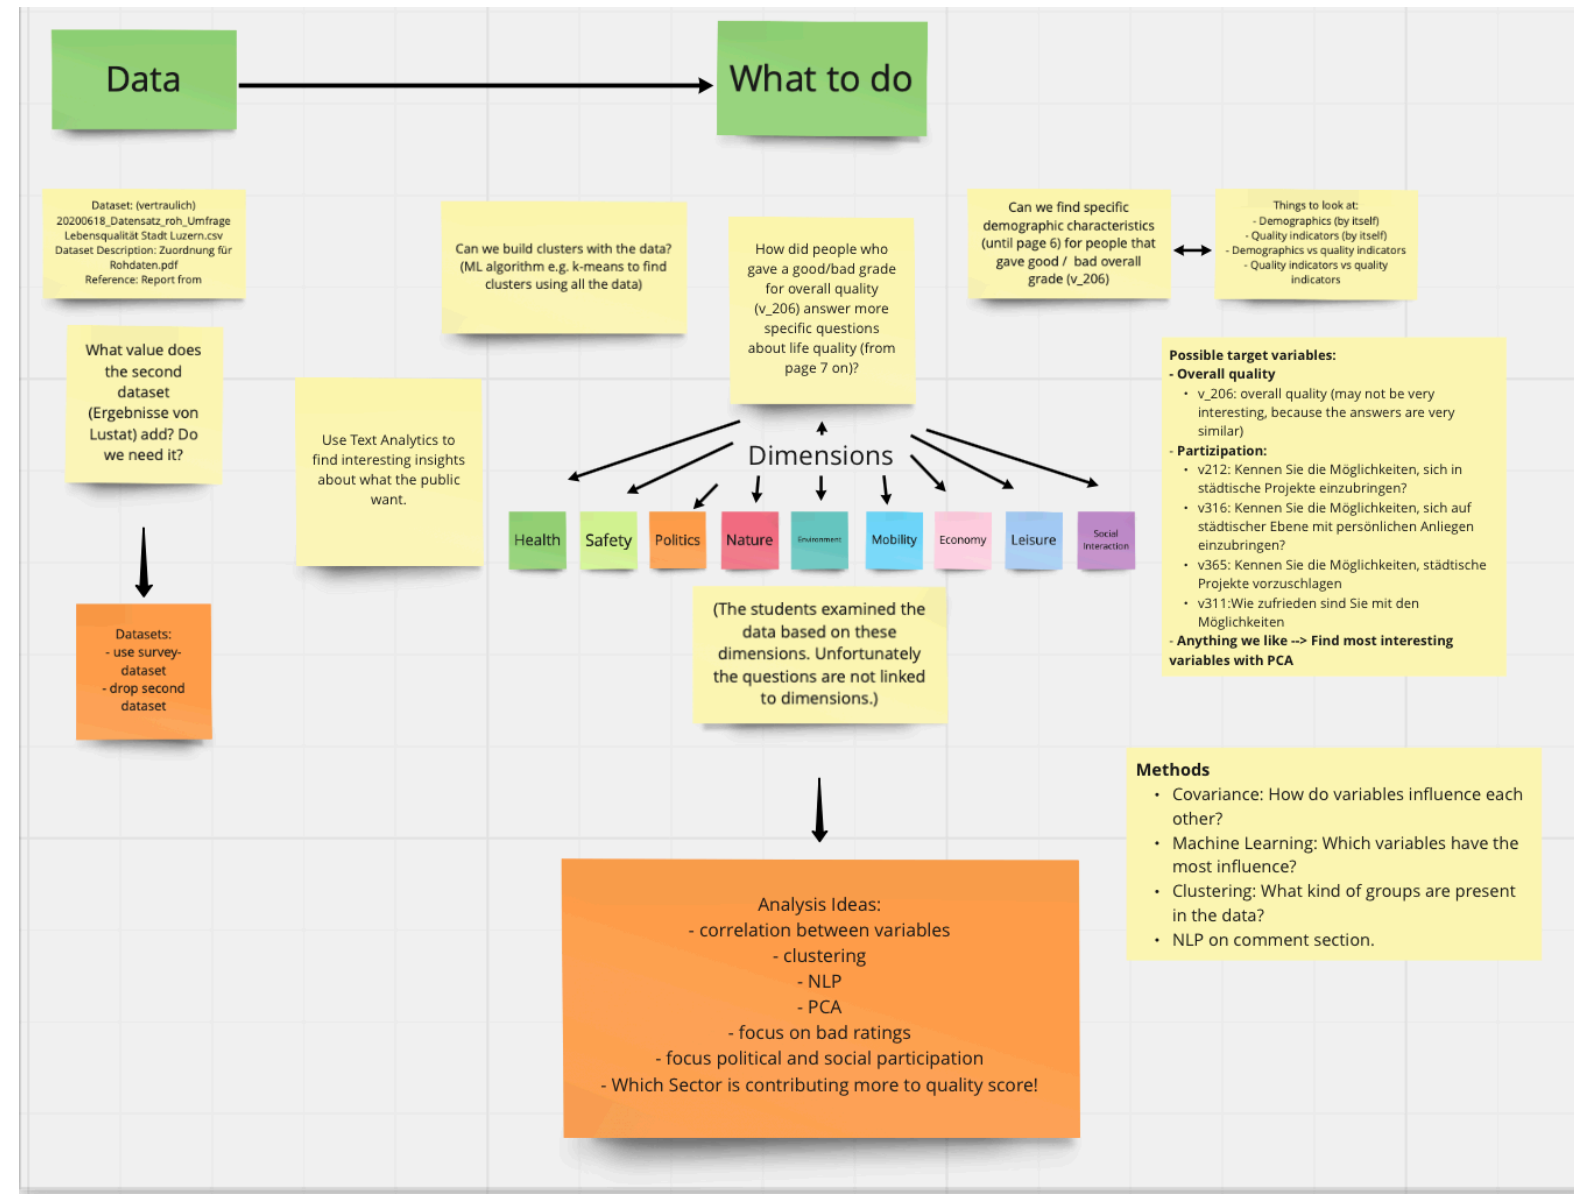 Data
What to do
Dataset: (vertraulich)
20200618_Datensatz_roh_Umfrage
Lebensqualität Stadt Luzern.csv
Dataset Description: Zuordnung für
Rohdaten.pdf
Reference: Report from
What value does
the second
dataset
(Ergebnisse von
Lustat) add? Do
we need it?
Datasets:
- use survey-
dataset
- drop second
dataset
Can we build clusters with the data?
(ML algorithm e.g. k-means to find
clusters using all the data)
Use Text Analytics to
find interesting insights
about what the public
want.
How did people who
gave a good/bad grade
for overall quality
(v_206) answer more
specific questions
about life quality (from
page 7 on)?
Dimensions
Health
Safety
Politics
Nature
Environment
Mobility
Economy
Leisure
Social
Interaction
(The students examined the
data based on these
dimensions. Unfortunately
the questions are not linked
to dimensions.)
Analysis Ideas:
- correlation between variables
- clustering
- NLP
- PCA
- focus on bad ratings
- focus political and social participation
- Which Sector is contributing more to quality score!
Can we find specific
demographic characteristics
(until page 6) for people that
gave good / bad overall
grade (v_206)
Things to look at:
- Demographics (by itself)
- Quality indicators (by itself)
- Demographics vs quality indicators
- Quality indicators vs quality
indicators
Possible target variables:
- Overall quality
• v_206: overall quality (may not be very
interesting, because the answers are very
similar)
- Partizipation:
• v212: Kennen Sie die Möglichkeiten, sich in
städtische Projekte einzubringen?
• v316: Kennen Sie die Möglichkeiten, sich auf
städtischer Ebene mit persönlichen Anliegen
einzubringen?
• v365: Kennen Sie die Möglichkeiten, städtische
Projekte vorzuschlagen
• v311:Wie zufrieden sind Sie mit den
Möglichkeiten
- Anything we like --> Find most interesting
variables with PCA
Methods
• Covariance: How do variables influence each
other?
• Machine Learning: Which variables have the
most influence?
• Clustering: What kind of groups are present
in the data?
• NLP on comment section.